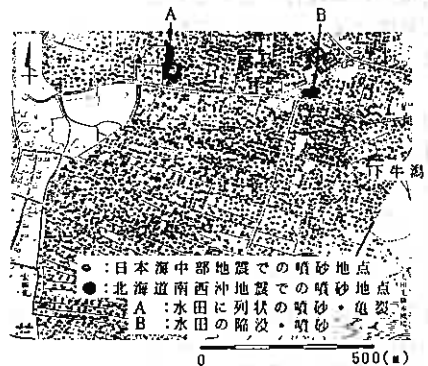 A
B
下牛潟
○:日本海中部地震での噴砂地点
●:北海道南西沖地震での噴砂地点
A:水田に列状の噴砂・亀裂
B:水田の陥没・噴砂
0 500(m)